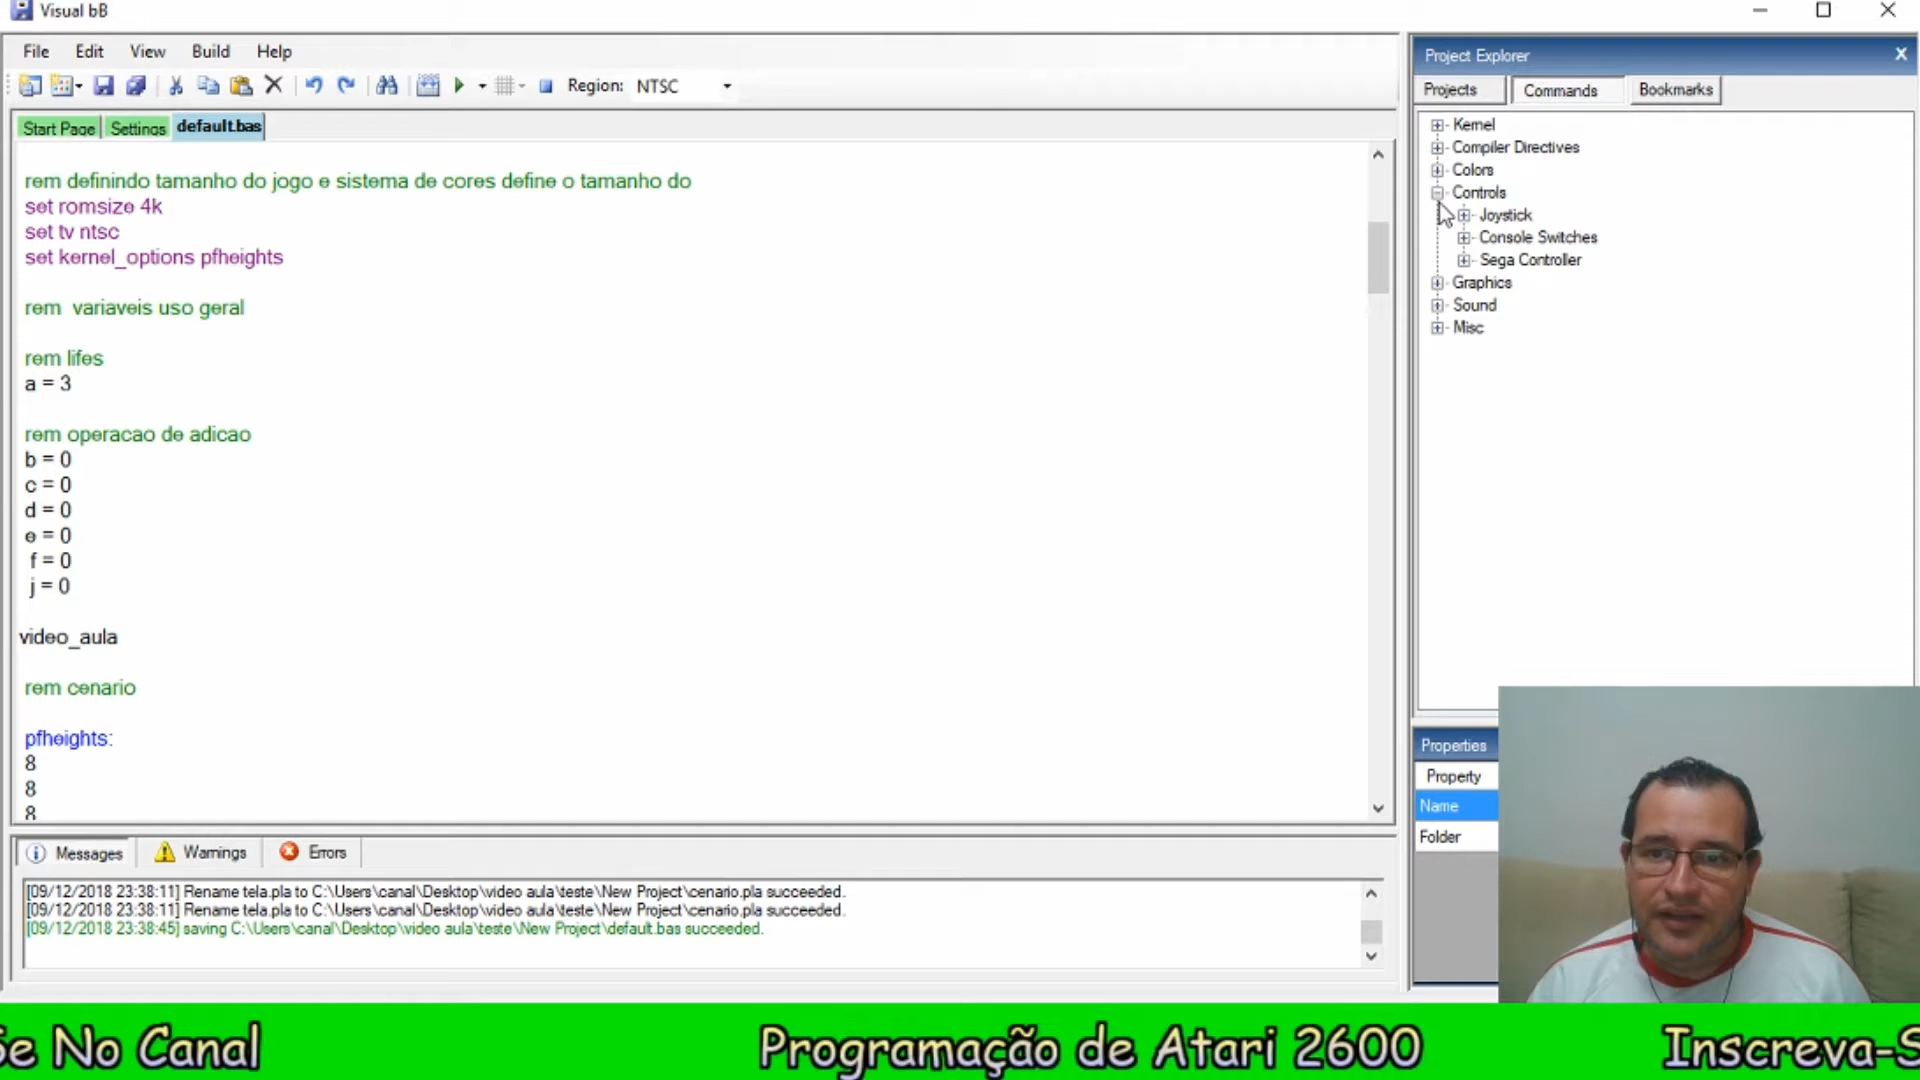 Visual bB
File Edit View Build Help
Region: NTSC
Start Page Settings default.bas
rem definindo tamanho do jogo e sistema de cores define o tamanho do
set romsize 4k
set tv ntsc
set kernel_options pfheights
rem  variaveis uso geral
rem lifes
a = 3
rem operacao de adicao
b = 0
c = 0
d = 0
e = 0
f = 0
j = 0
video_aula
rem cenario
pfheights:
8
8
8
Messages Warnings Errors
[09/12/2018 23:38:11] Rename tela.pla to C:\Users\canal\Desktop\video aula\teste\New Project\cenario.pla succeeded.
[09/12/2018 23:38:11] Rename tela.pla to C:\Users\canal\Desktop\video aula\teste\New Project\cenario.pla succeeded.
[09/12/2018 23:38:45] saving C:\Users\canal\Desktop\video aula\teste\New Project\default.bas succeeded.
Project Explorer X
Projects Commands Bookmarks
Kernel
Compiler Directives
Colors
Controls
Joystick
Console Switches
Sega Controller
Graphics
Sound
Misc
Properties
Property
Name
Folder
Se No Canal Programação de Atari 2600 Inscreva-S